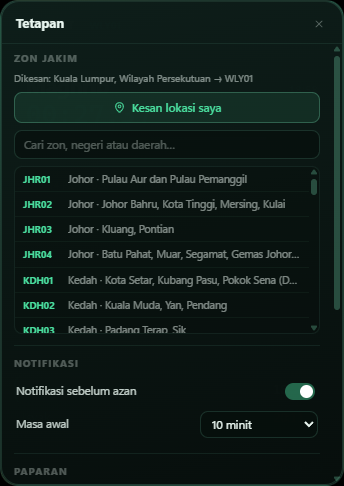 Tetapan
ZON JAKIM
Dikesan: Kuala Lumpur, Wilayah Persekutuan → WLY01
Kesan lokasi saya
Cari zon, negeri atau daerah...
JHR01 Johor · Pulau Aur dan Pulau Pemanggil
JHR02 Johor · Johor Bahru, Kota Tinggi, Mersing, Kulai
JHR03 Johor · Kluang, Pontian
JHR04 Johor · Batu Pahat, Muar, Segamat, Gemas Johor...
KDH01 Kedah · Kota Setar, Kubang Pasu, Pokok Sena (D...
KDH02 Kedah · Kuala Muda, Yan, Pendang
KDH03 Kedah · Padang Terap, Sik
NOTIFIKASI
Notifikasi sebelum azan
Masa awal 10 minit
PAPARAN